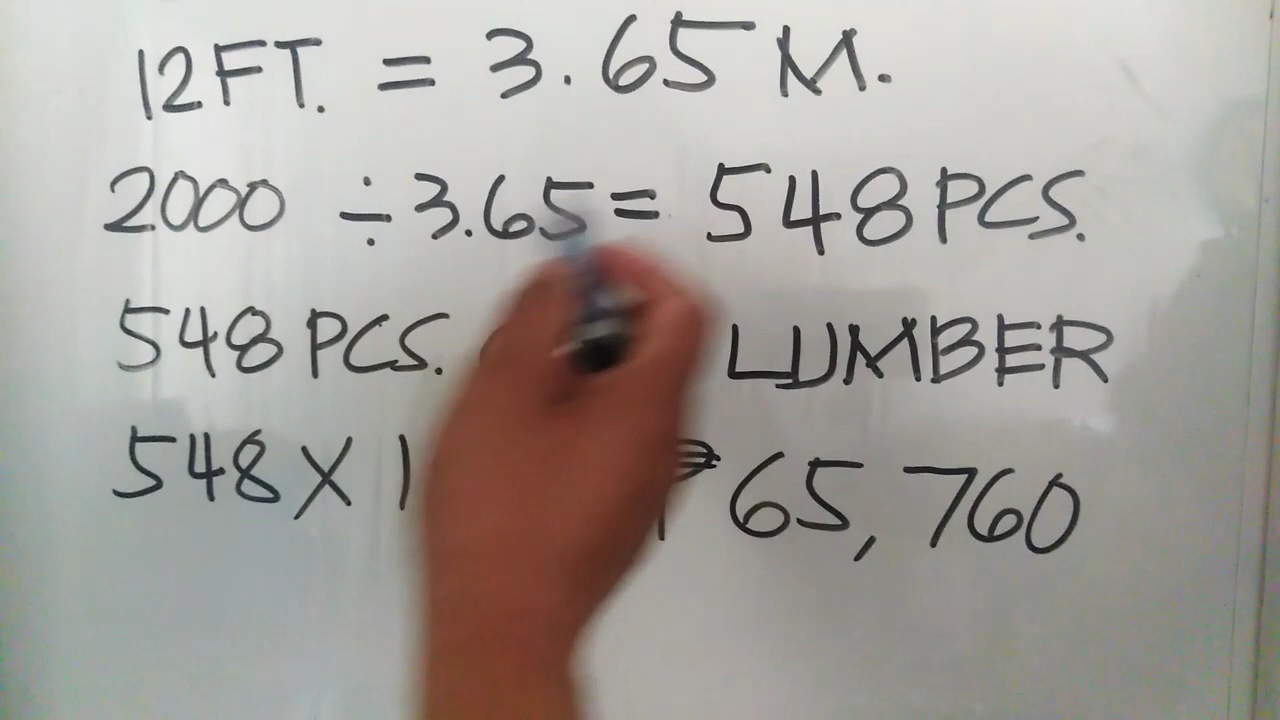 12FT. = 3.65 M.
2000 ÷ 3.65 = 548 PCS.
548 PCS. LUMBER
548 X 1 ₱ 65,760